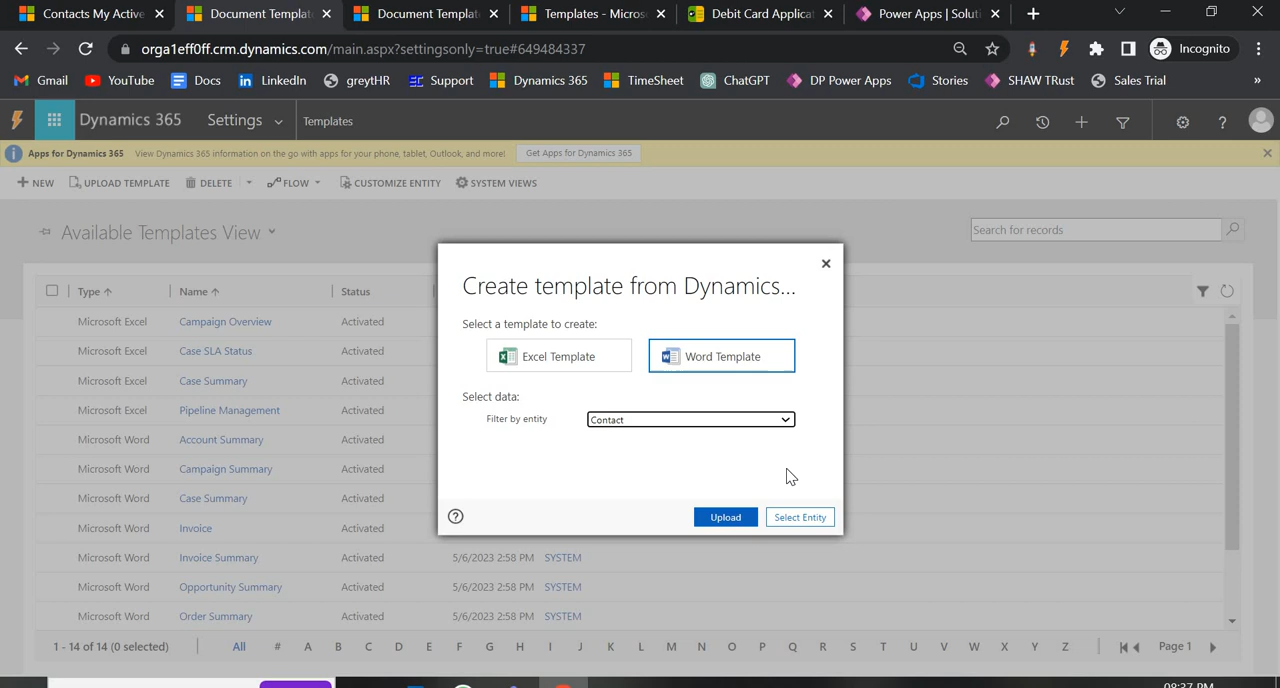 Contacts My Active
Document Templat
Document Templat
Templates - Micros
Debit Card Applicat
Power Apps | Soluti
orga1eff0ff.crm.dynamics.com/main.aspx?settingsonly=true#649484337
Incognito
Gmail
YouTube
Docs
LinkedIn
greytHR
Support
Dynamics 365
TimeSheet
ChatGPT
DP Power Apps
Stories
SHAW TRust
Sales Trial
»
Dynamics 365
Settings
Templates
Apps for Dynamics 365
View Dynamics 365 information on the go with apps for your phone, tablet, Outlook, and more!
Get Apps for Dynamics 365
NEW
UPLOAD TEMPLATE
DELETE
FLOW
CUSTOMIZE ENTITY
SYSTEM VIEWS
Available Templates View
Search for records
Type ↑
Name ↑
Status
Microsoft Excel Campaign Overview Activated
Microsoft Excel Case SLA Status Activated
Microsoft Excel Case Summary Activated
Microsoft Excel Pipeline Management Activated
Microsoft Word Account Summary Activated
Microsoft Word Campaign Summary Activated
Microsoft Word Case Summary Activated
Microsoft Word Invoice Activated
Microsoft Word Invoice Summary Activated 5/6/2023 2:58 PM SYSTEM
Microsoft Word Opportunity Summary Activated 5/6/2023 2:58 PM SYSTEM
Microsoft Word Order Summary Activated 5/6/2023 2:58 PM SYSTEM
Create template from Dynamics...
Select a template to create:
Excel Template
Word Template
Select data:
Filter by entity
Contact
Upload
Select Entity
1 - 14 of 14 (0 selected)
All # A B C D E F G H I J K L M N O P Q R S T U V W X Y Z
Page 1
08:37 PM